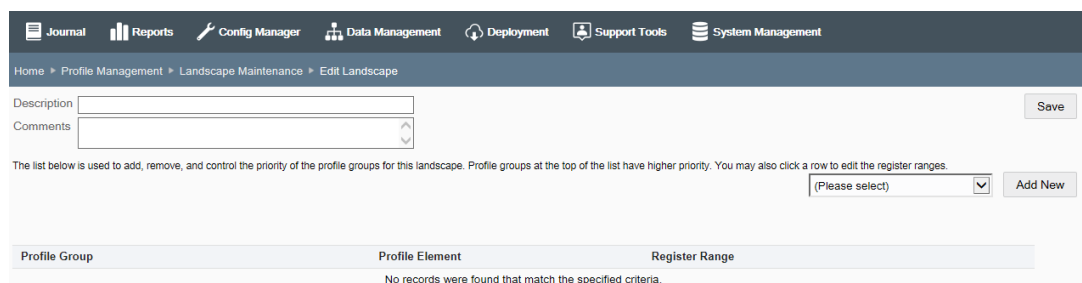 Journal Reports Config Manager Data Management Deployment Support Tools System Management
Home Profile Management Landscape Maintenance Edit Landscape
Description
Save
Comments
The list below is used to add, remove, and control the priority of the profile groups for this landscape. Profile groups at the top of the list have higher priority. You may also click a row to edit the register ranges.
(Please select) Add New
Profile Group Profile Element Register Range
No records were found that match the specified criteria.